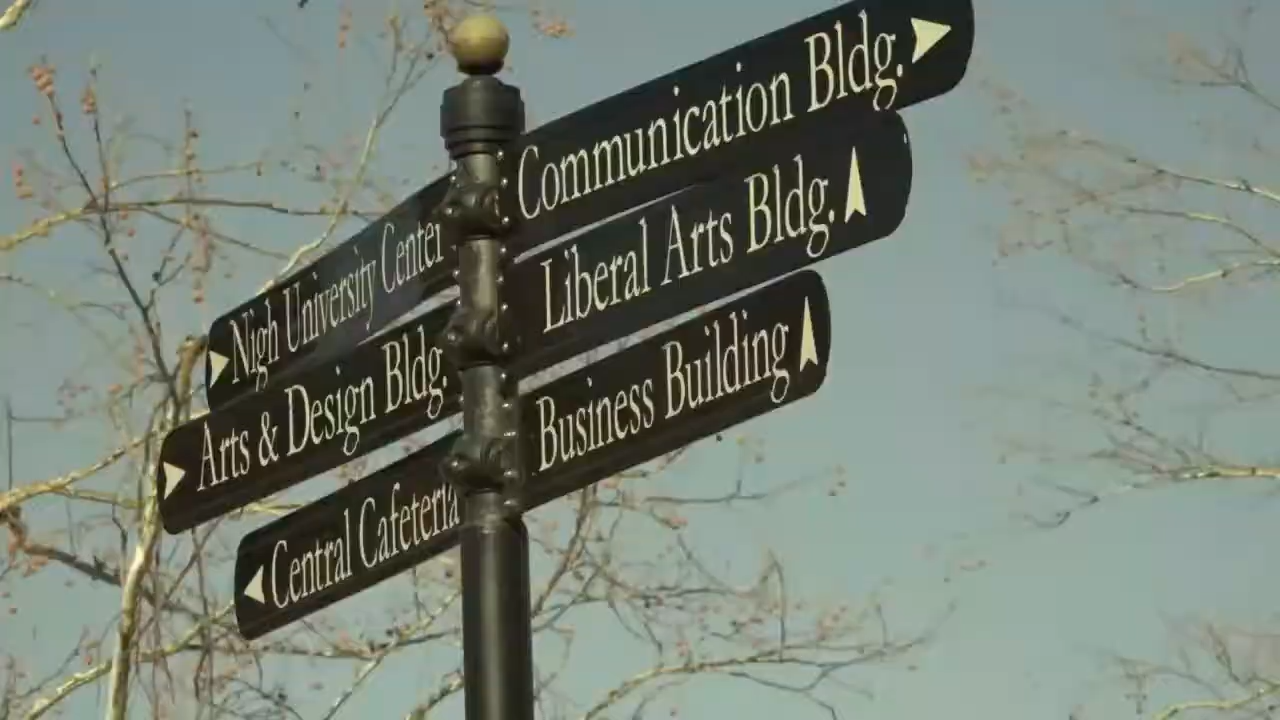 Communication Bldg.
Liberal Arts Bldg.
Business Building
Nigh University Center
Arts & Design Bldg.
Central Cafeteria